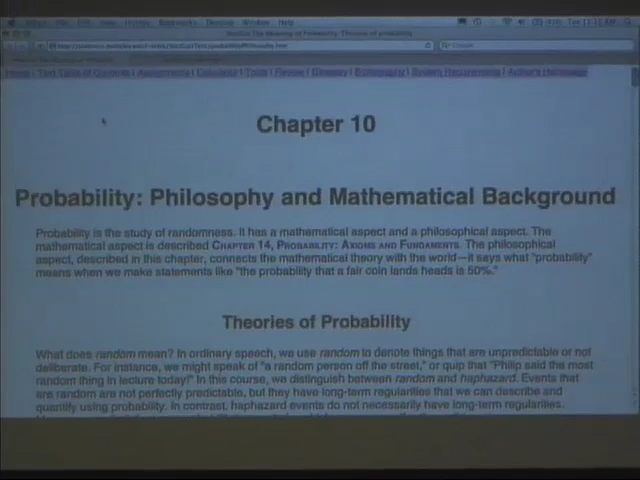 Chapter 10
Probability: Philosophy and Mathematical Background
Probability is the study of randomness. It has a mathematical aspect and a philosophical aspect. The
mathematical aspect is described CHAPTER 14, PROBABILITY: AXIOMS AND FUNDAMENTS. The philosophical
aspect, described in this chapter, connects the mathematical theory with the world—it says what "probability"
means when we make statements like "the probability that a fair coin lands heads is 50%."
Theories of Probability
What does random mean? In ordinary speech, we use random to denote things that are unpredictable or not
deliberate. For instance, we might speak of "a random person off the street," or quip that "Philip said the most
random thing in lecture today!" In this course, we distinguish between random and haphazard. Events that
are random are not perfectly predictable, but they have long-term regularities that we can describe and
quantify using probability. In contrast, haphazard events do not necessarily have long-term regularities.